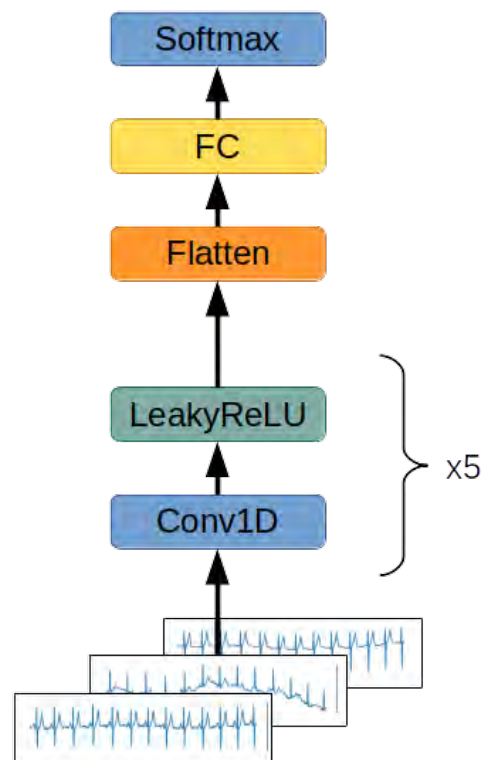 Softmax
FC
Flatten
LeakyReLU
x5
Conv1D